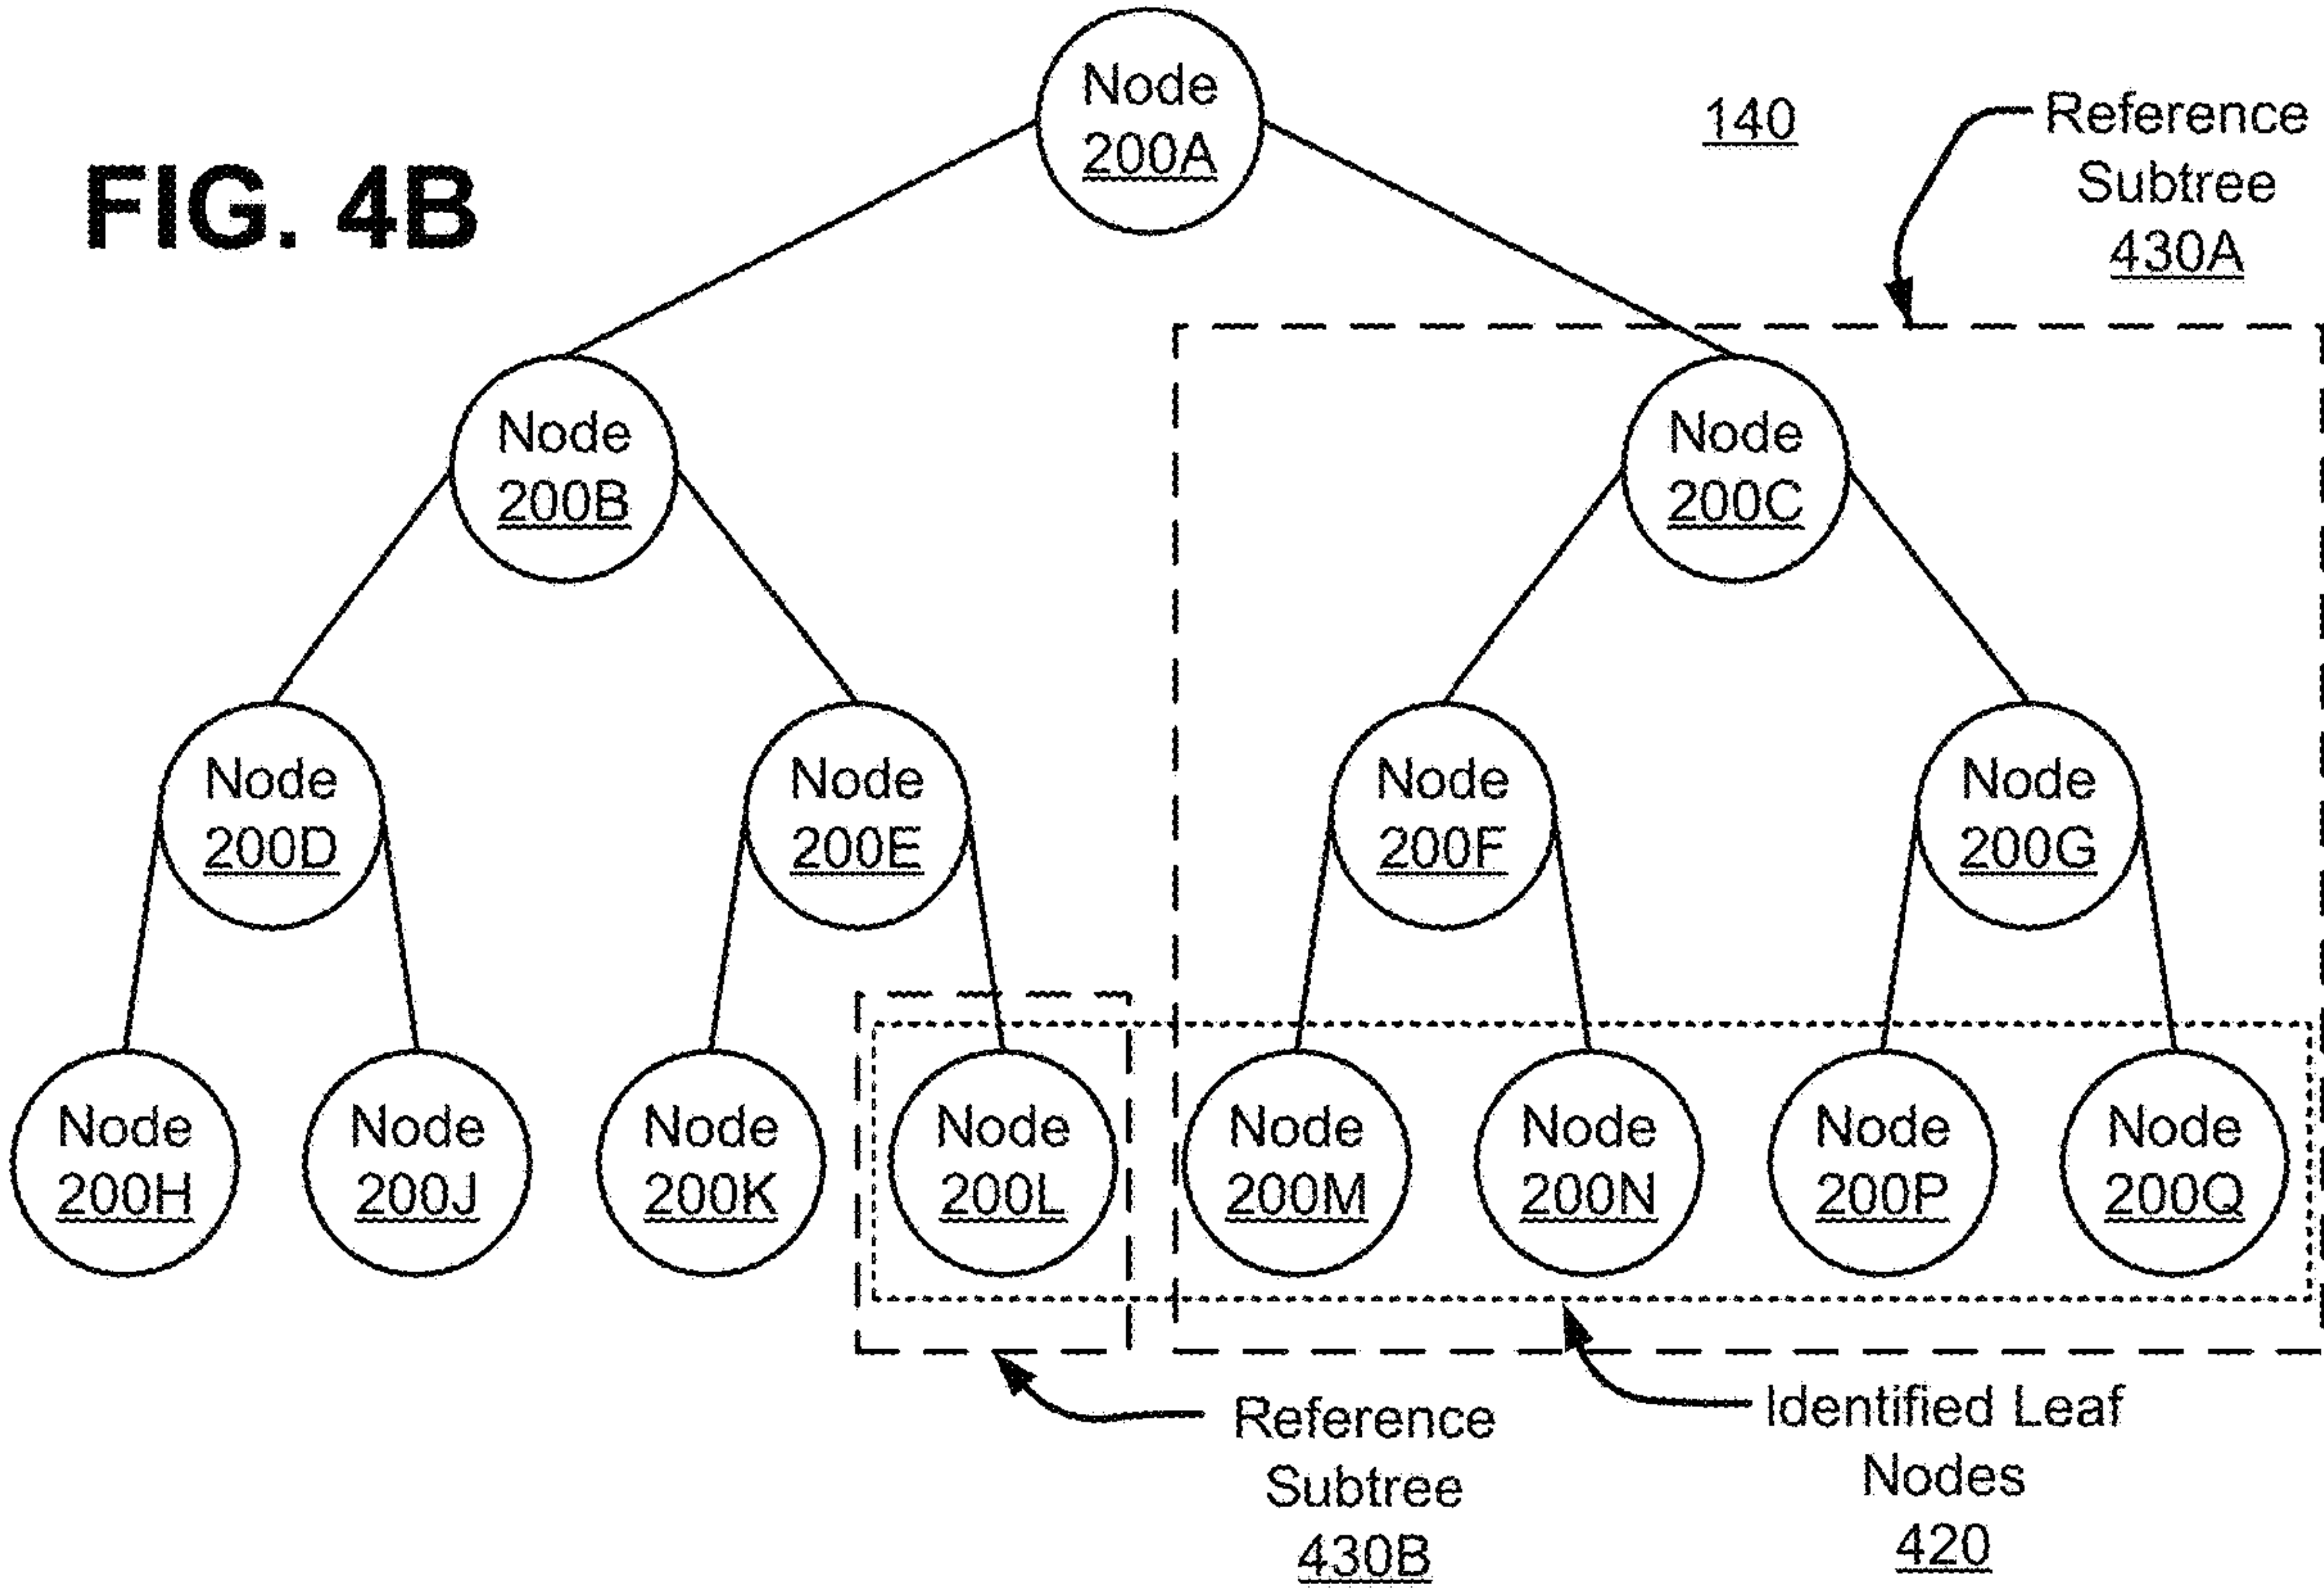 FIG. 4B
Node
200A
140
Reference
Subtree
430A
Node
200B
Node
200C
Node
200D
Node
200E
Node
200F
Node
200G
Node
200H
Node
200J
Node
200K
Node
200L
Node
200M
Node
200N
Node
200P
Node
200Q
Reference
Subtree
430B
Identified Leaf
Nodes
420